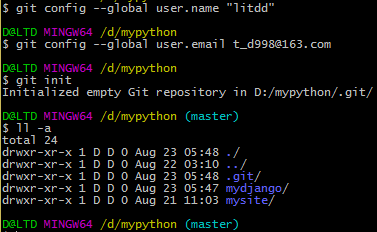 $ git config --global user.name "litdd"
D@LTD MINGW64 /d/mypython
$ git config --global user.email t_d998@163.com
D@LTD MINGW64 /d/mypython
$ git init
Initialized empty Git repository in D:/mypython/.git/
D@LTD MINGW64 /d/mypython (master)
$ ll -a
total 24
drwxr-xr-x 1 D D 0 Aug 23 05:48 ./
drwxr-xr-x 1 D D 0 Aug 22 03:10 ../
drwxr-xr-x 1 D D 0 Aug 23 05:48 .git/
drwxr-xr-x 1 D D 0 Aug 23 05:47 mydjango/
drwxr-xr-x 1 D D 0 Aug 21 11:03 mysite/
D@LTD MINGW64 /d/mypython (master)